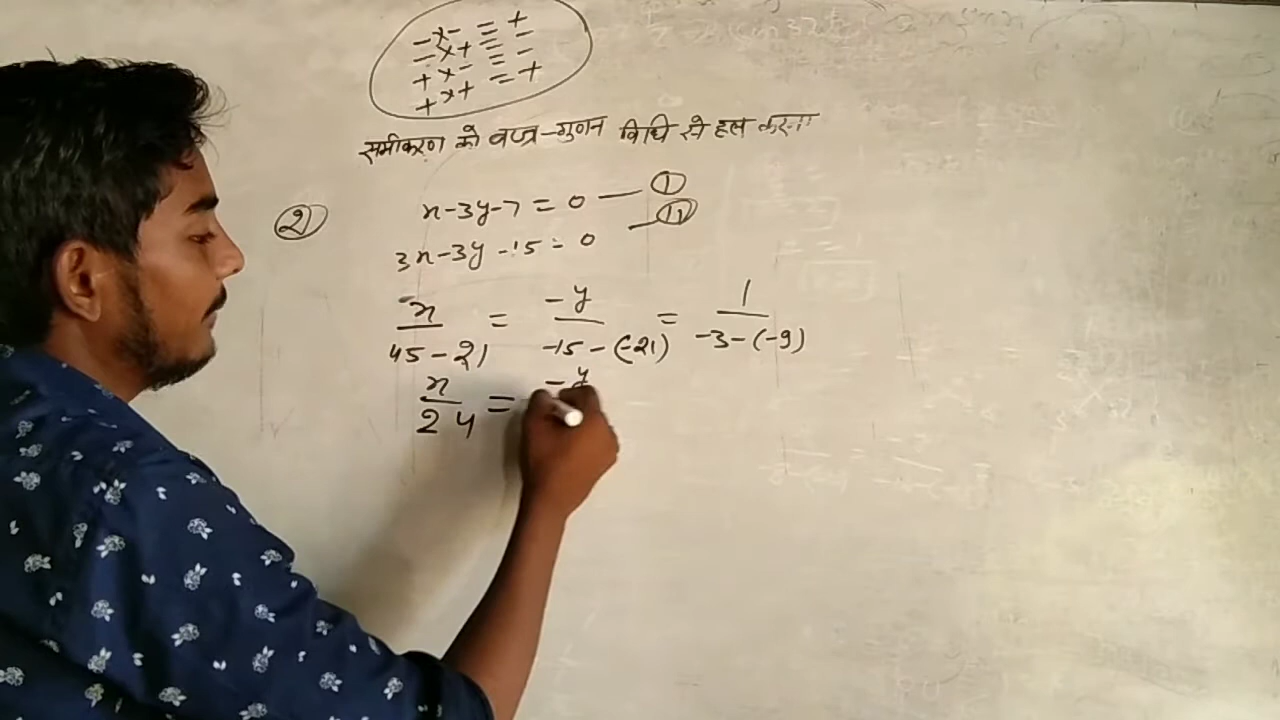 - x - = +
- x + = -
+ x - = -
+ x + = +
समीकरण को वज्र-गुणन विधि से हल करना
2) x-3y-7 = 0 — (1)
3x-3y-15 = 0 — (11)
x/45-21 = -y/-15-(-21) = 1/-3-(-9)
x/24 = -y